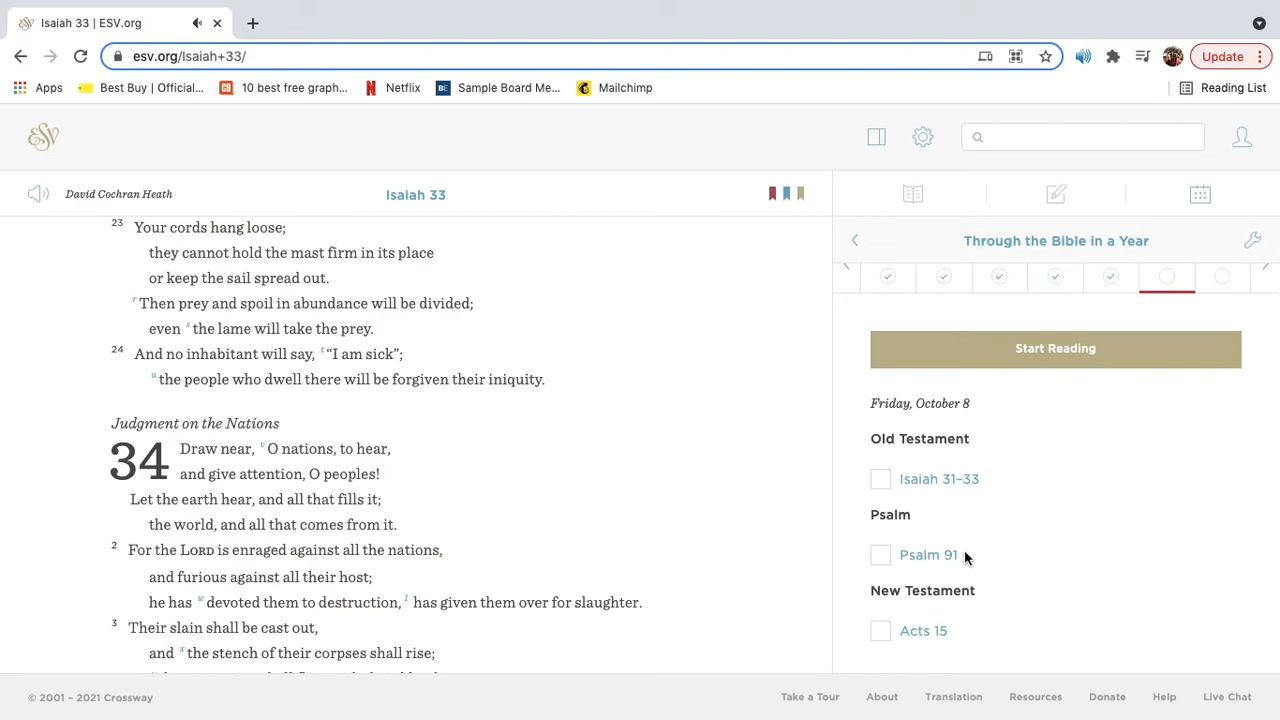 Isaiah 33 | ESV.org
esv.org/Isaiah+33/
Update
Apps
Best Buy | Official...
10 best free graph...
Netflix
Sample Board Me...
Mailchimp
Reading List
ESV
David Cochran Heath
Isaiah 33
23 Your cords hang loose;
they cannot hold the mast firm in its place
or keep the sail spread out.
r Then prey and spoil in abundance will be divided;
even s the lame will take the prey.
24 And no inhabitant will say, t “I am sick”;
u the people who dwell there will be forgiven their iniquity.
Judgment on the Nations
34 Draw near, v O nations, to hear,
and give attention, O peoples!
Let the earth hear, and all that fills it;
the world, and all that comes from it.
2 For the LORD is enraged against all the nations,
and furious against all their host;
he has w devoted them to destruction, 1 has given them over for slaughter.
3 Their slain shall be cast out,
and x the stench of their corpses shall rise;
Through the Bible in a Year
Start Reading
Friday, October 8
Old Testament
Isaiah 31–33
Psalm
Psalm 91
New Testament
Acts 15
© 2001 – 2021 Crossway
Take a Tour
About
Translation
Resources
Donate
Help
Live Chat